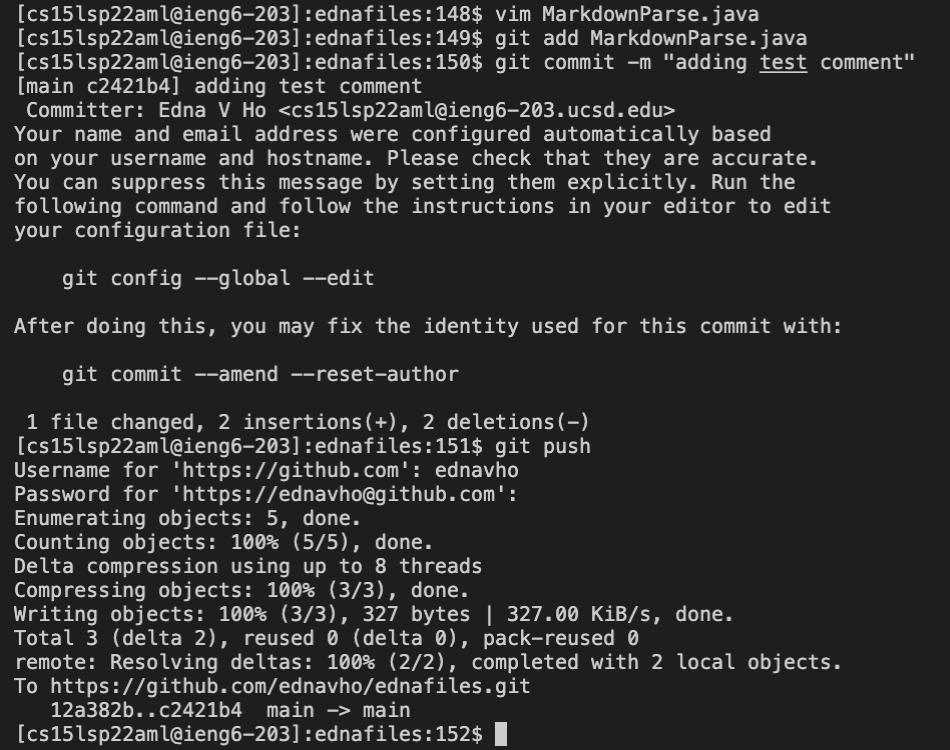 [cs15lsp22aml@ieng6-203]:ednafiles:148$ vim MarkdownParse.java
[cs15lsp22aml@ieng6-203]:ednafiles:149$ git add MarkdownParse.java
[cs15lsp22aml@ieng6-203]:ednafiles:150$ git commit -m "adding test comment"
[main c2421b4] adding test comment
 Committer: Edna V Ho <cs15lsp22aml@ieng6-203.ucsd.edu>
Your name and email address were configured automatically based
on your username and hostname. Please check that they are accurate.
You can suppress this message by setting them explicitly. Run the
following command and follow the instructions in your editor to edit
your configuration file:

    git config --global --edit

After doing this, you may fix the identity used for this commit with:

    git commit --amend --reset-author

 1 file changed, 2 insertions(+), 2 deletions(-)
[cs15lsp22aml@ieng6-203]:ednafiles:151$ git push
Username for 'https://github.com': ednavho
Password for 'https://ednavho@github.com':
Enumerating objects: 5, done.
Counting objects: 100% (5/5), done.
Delta compression using up to 8 threads
Compressing objects: 100% (3/3), done.
Writing objects: 100% (3/3), 327 bytes | 327.00 KiB/s, done.
Total 3 (delta 2), reused 0 (delta 0), pack-reused 0
remote: Resolving deltas: 100% (2/2), completed with 2 local objects.
To https://github.com/ednavho/ednafiles.git
   12a382b..c2421b4  main -> main
[cs15lsp22aml@ieng6-203]:ednafiles:152$